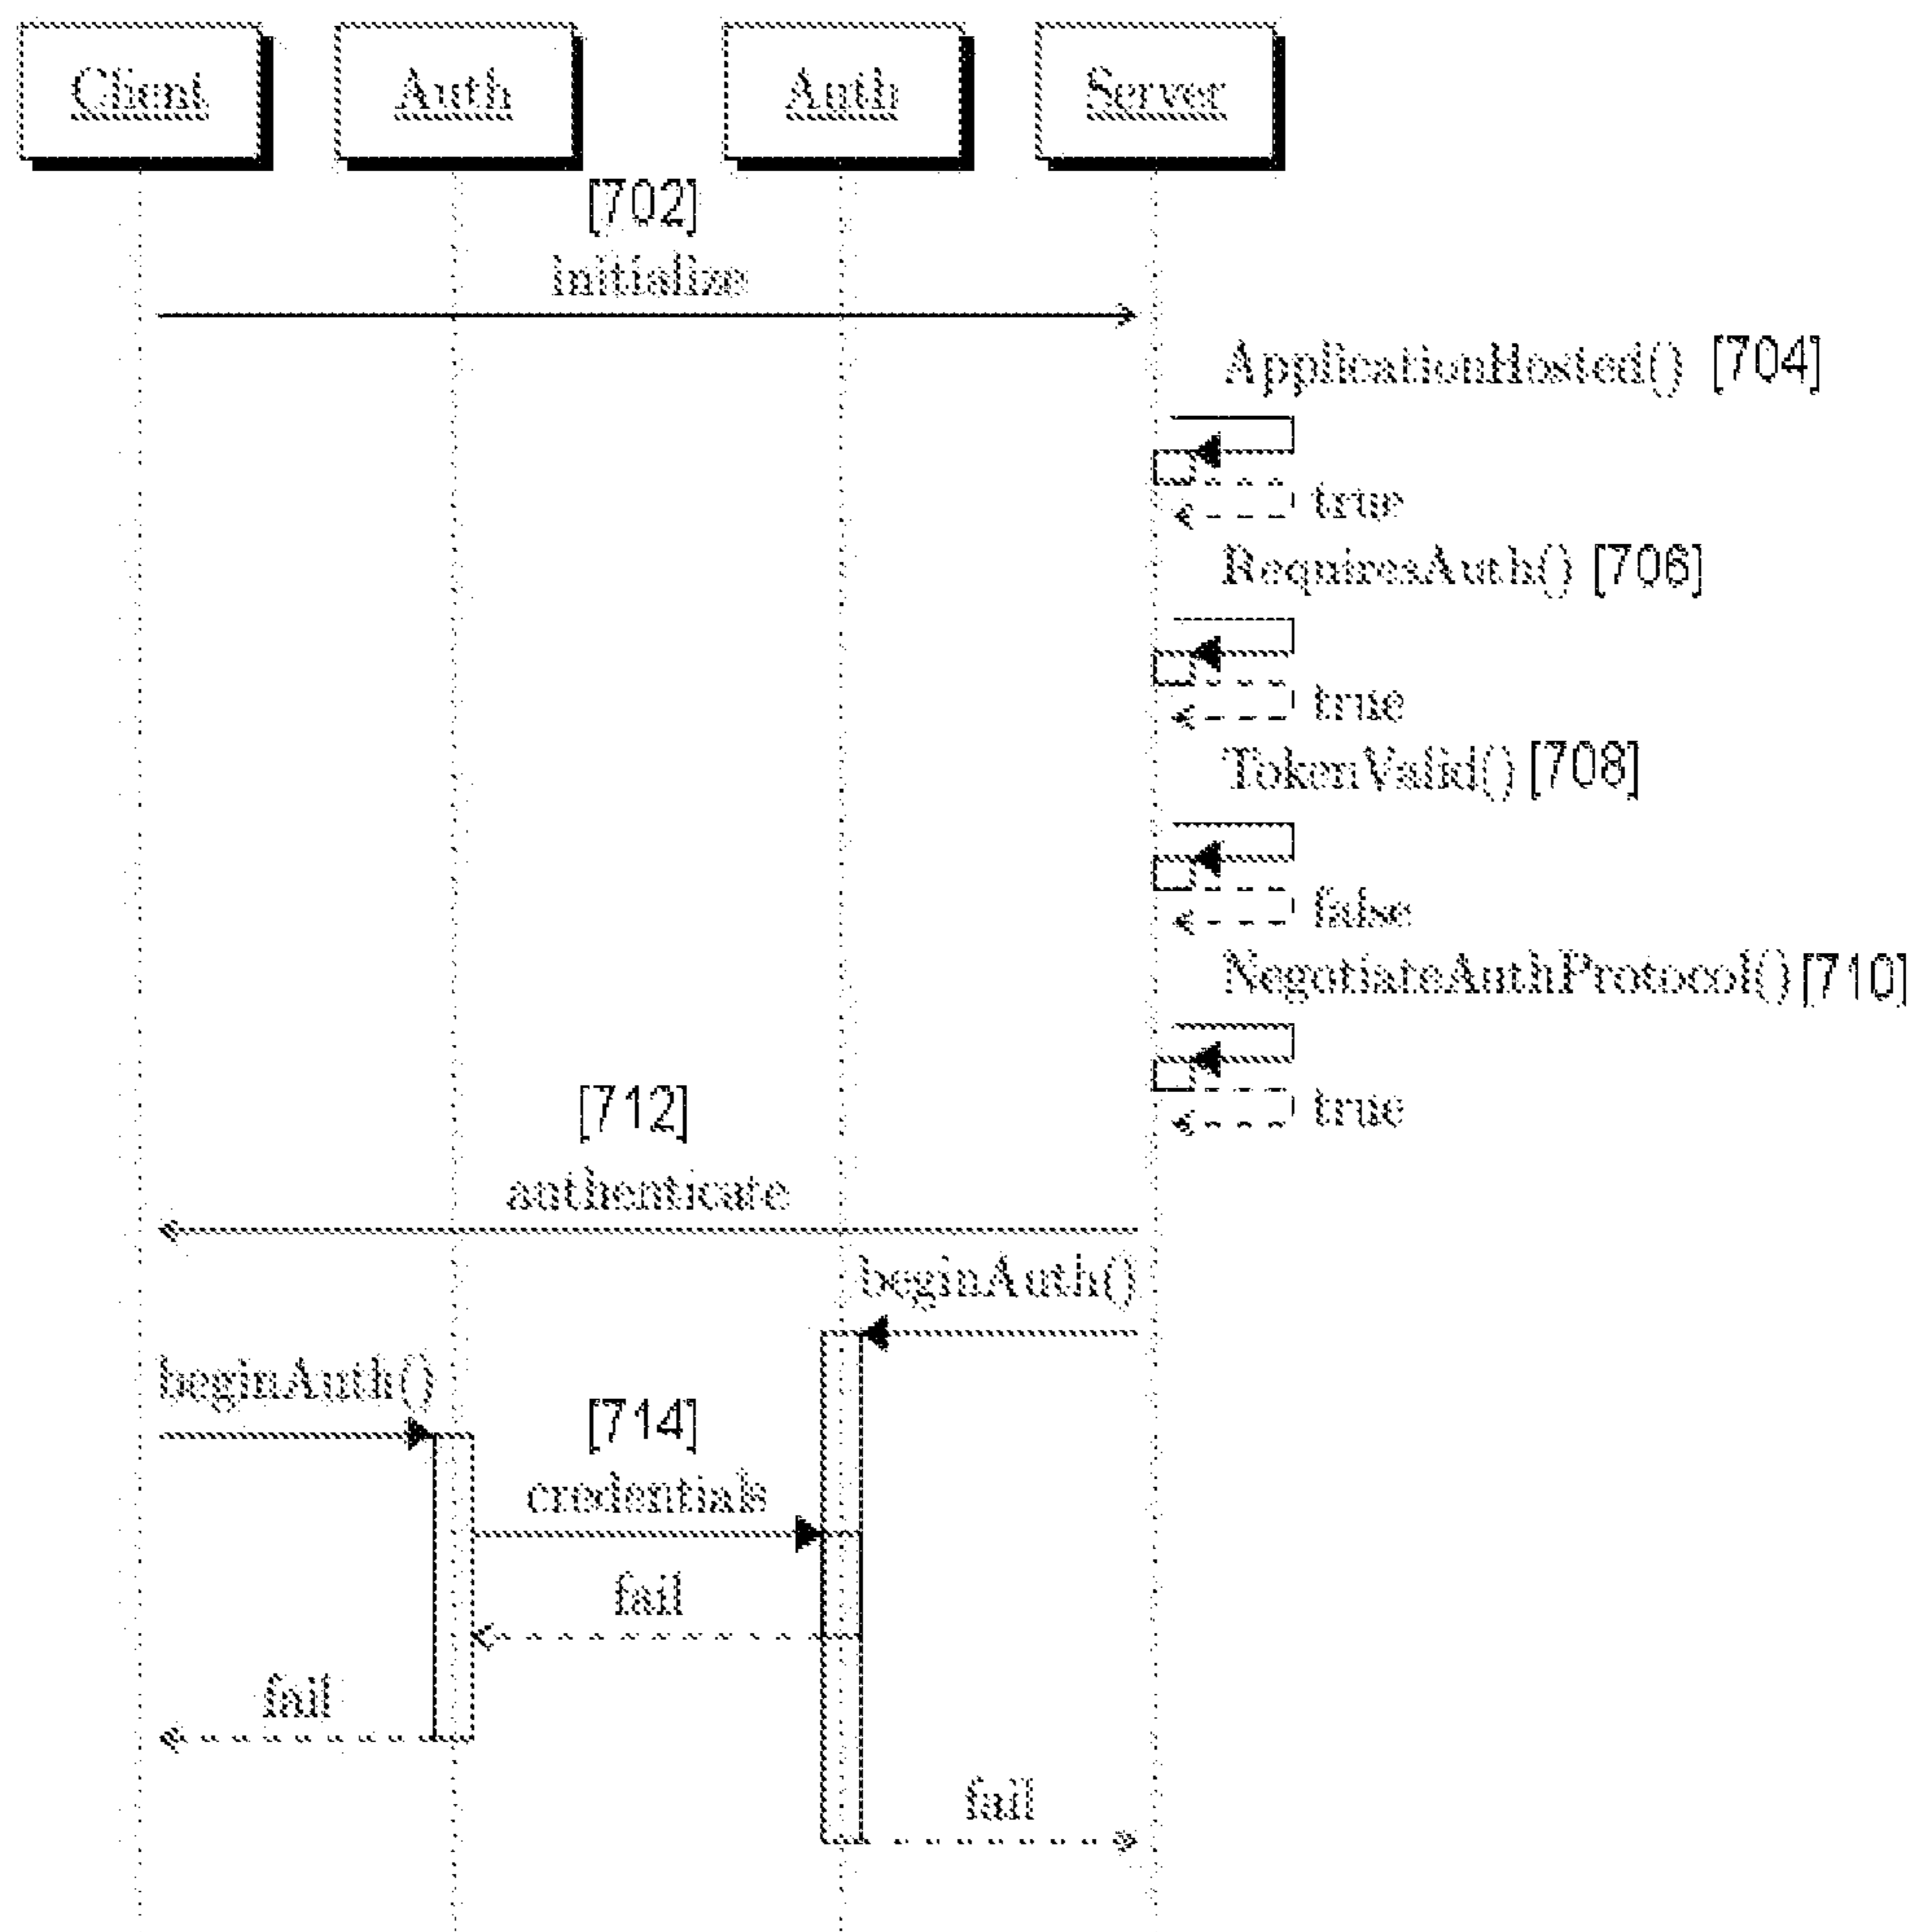 Client Auth Auth Server
[702]
initialize
ApplicationHosted() [704]
true
RequiresAuth() [706]
true
TokenValid() [708]
false
NegotiateAuthProtocol() [710]
true
[712]
authenticate
beginAuth()
beginAuth()
[714]
credentials
fail
fail
fail